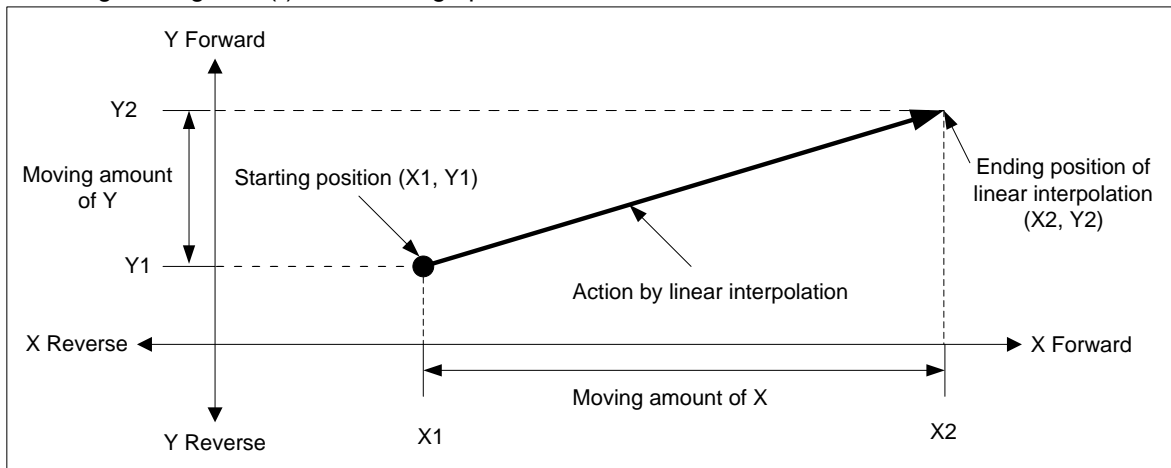 Y Forward
Y2
Moving amount
of Y
Starting position (X1, Y1)
Ending position of
linear interpolation
(X2, Y2)
Y1
Action by linear interpolation
X Reverse
X Forward
Moving amount of X
X1
X2
Y Reverse